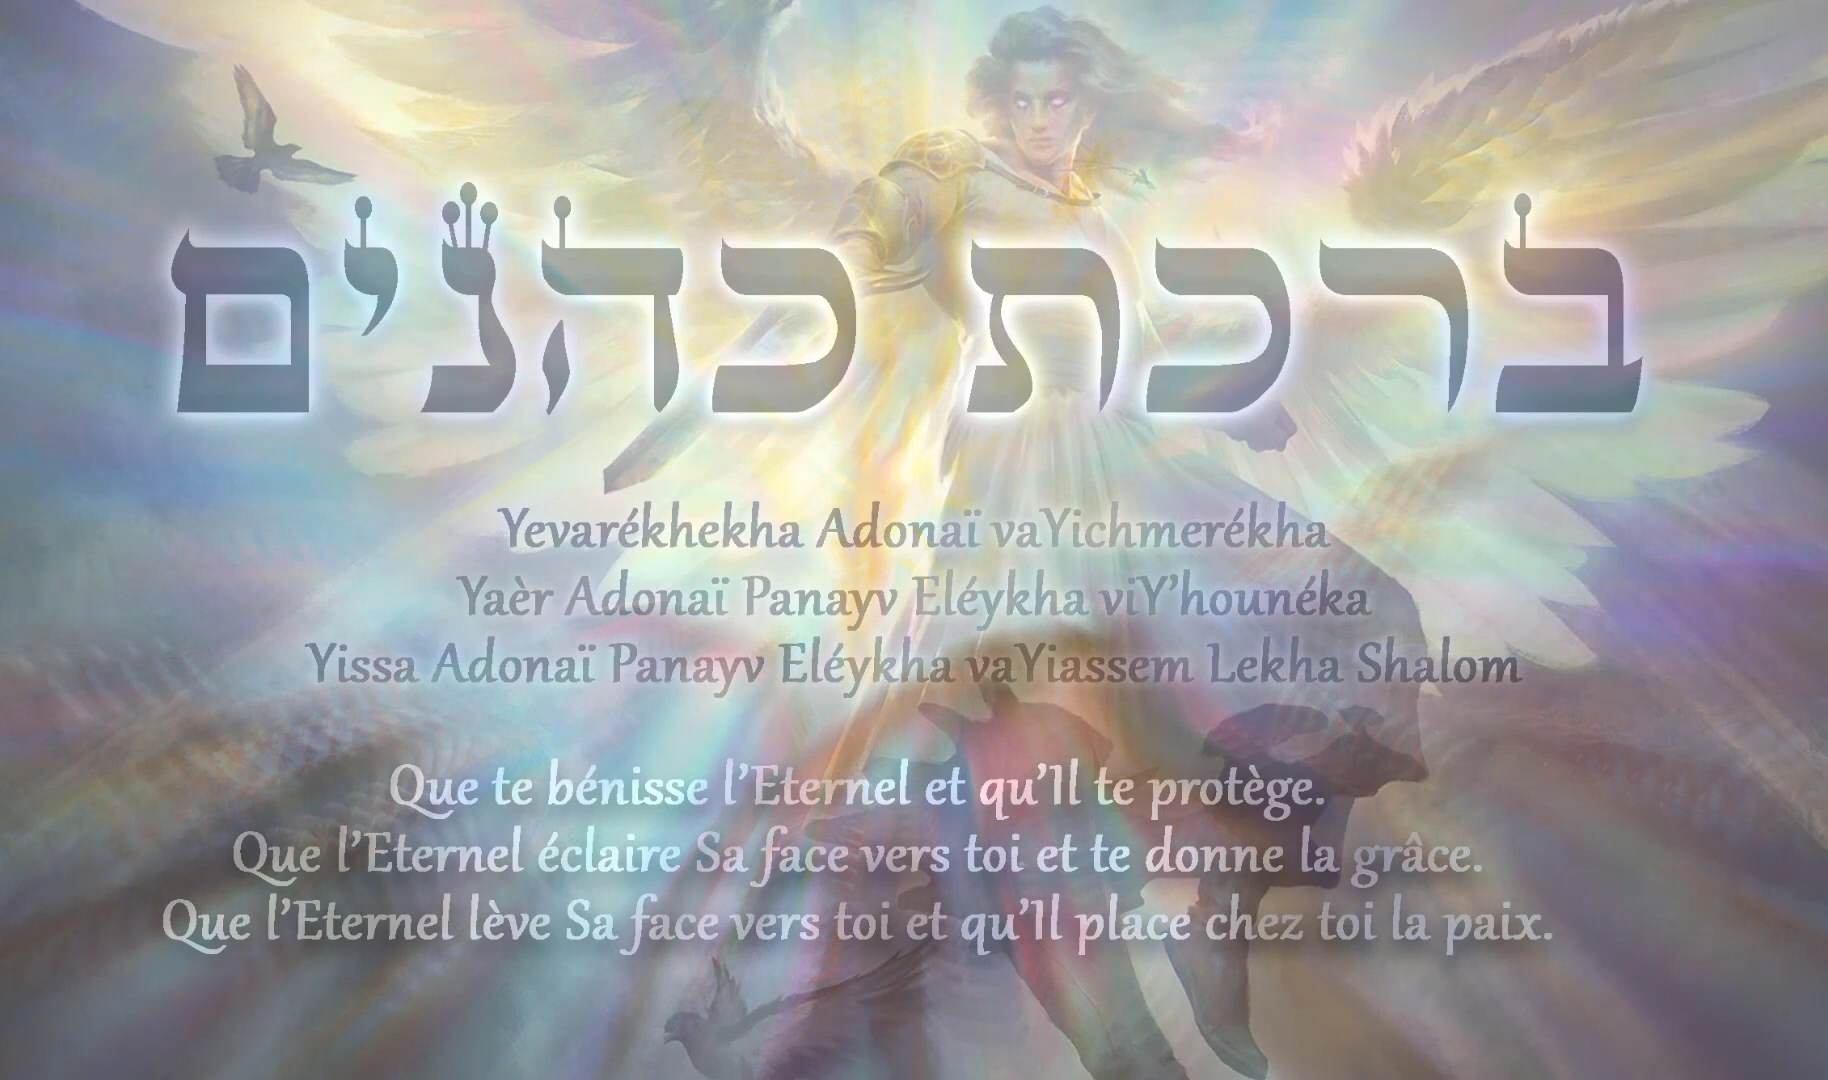 ברכת כהנים
Yevarékhekha Adonaï vaYichmerékha
Yaèr Adonaï Panayv Eléykha viY’hounéka
Yissa Adonaï Panayv Eléykha vaYiassem Lekha Shalom
Que te bénisse l’Eternel et qu’Il te protège.
Que l’Eternel éclaire Sa face vers toi et te donne la grâce.
Que l’Eternel lève Sa face vers toi et qu’Il place chez toi la paix.